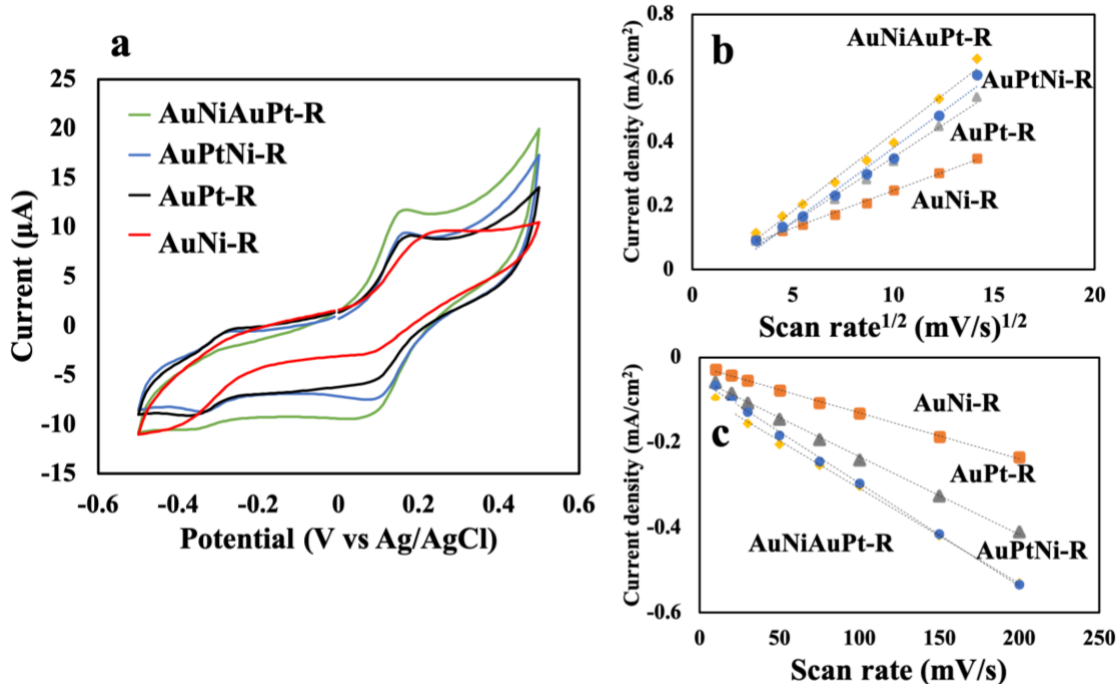 a
25
20
15
10
5
0
-5
-10
-15
Current (µA)
AuNiAuPt-R
AuPtNi-R
AuPt-R
AuNi-R
-0.6
-0.4
-0.2
0
0.2
0.4
0.6
Potential (V vs Ag/AgCl)
b
0.8
0.6
0.4
0.2
0
Current density (mA/cm²)
AuNiAuPt-R
AuPtNi-R
AuPt-R
AuNi-R
0
5
10
15
20
Scan rate¹ᐟ² (mV/s)¹ᐟ²
c
0
-0.2
-0.4
-0.6
Current density (mA/cm²)
AuNi-R
AuPt-R
AuNiAuPt-R
AuPtNi-R
0
50
100
150
200
250
Scan rate (mV/s)